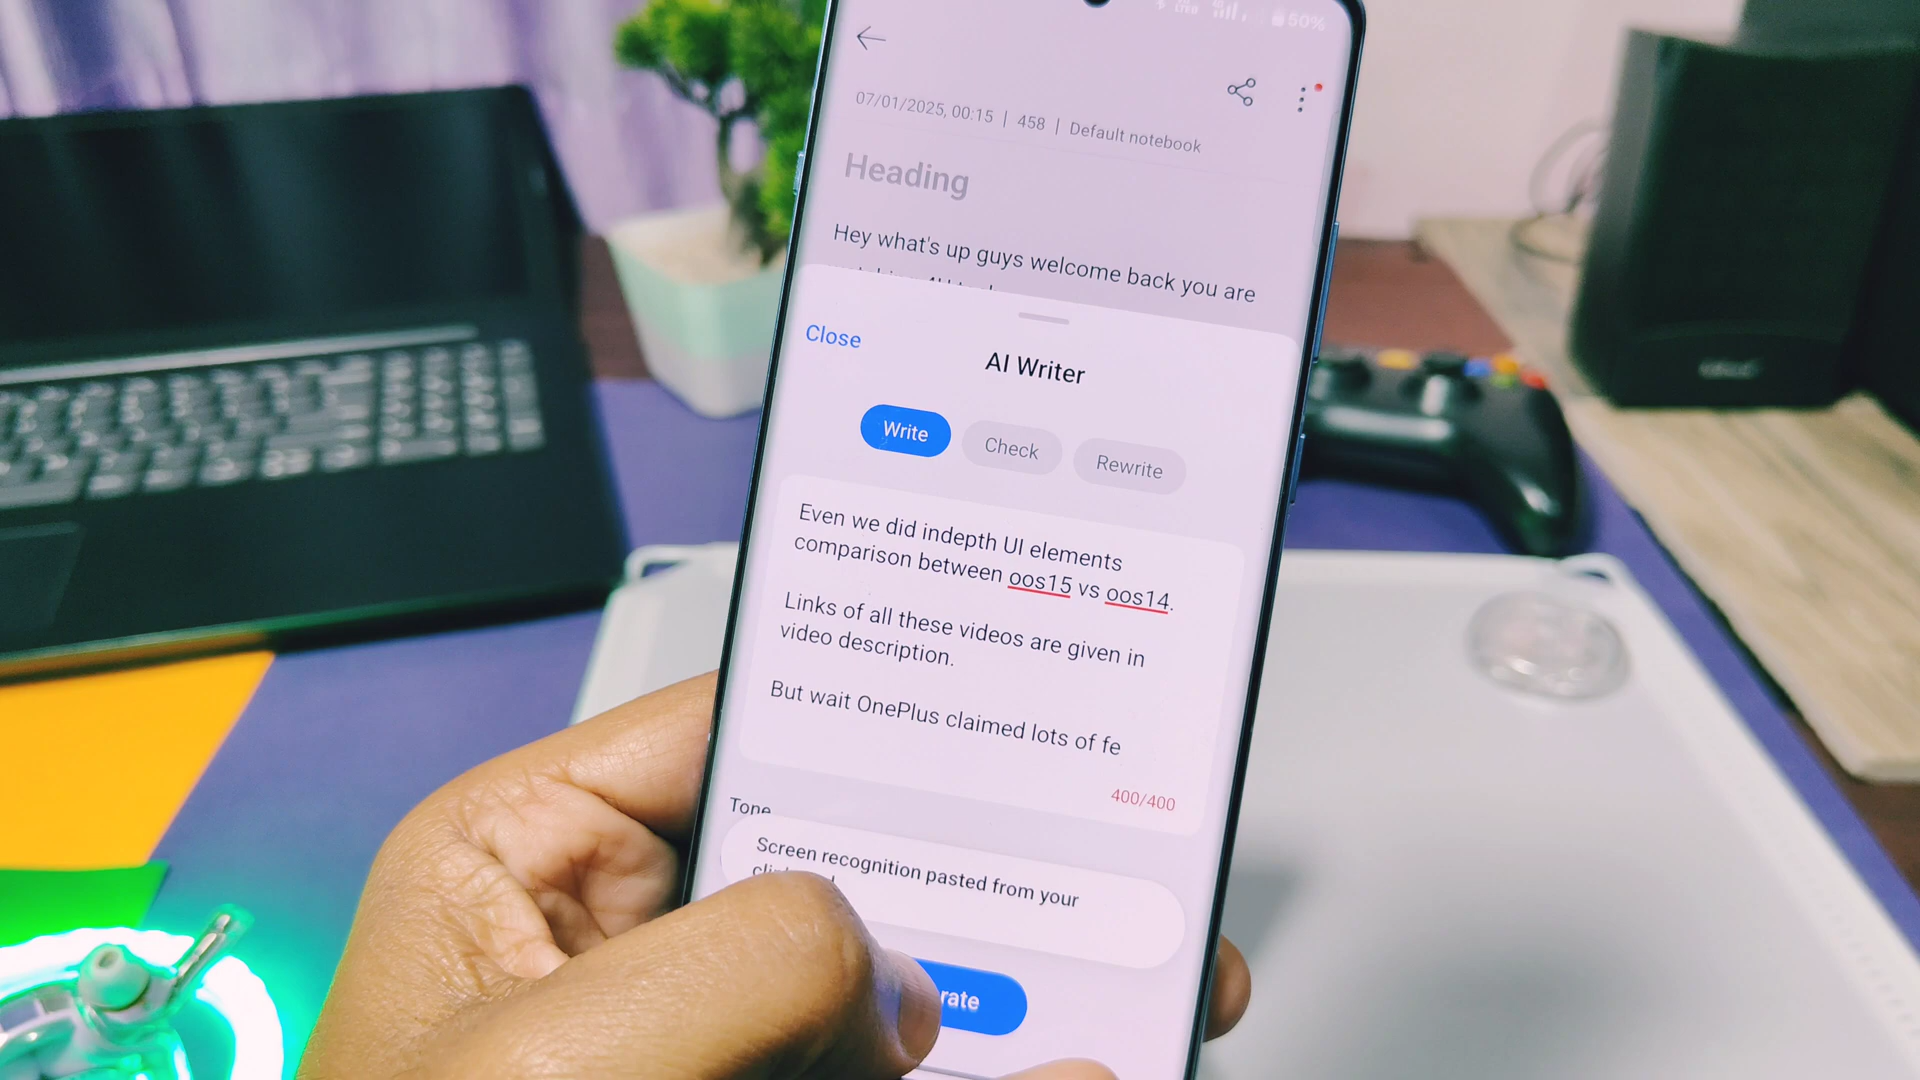 50%
07/01/2025, 00:15 | 458 | Default notebook
Heading
Hey what's up guys welcome back you are
Close
AI Writer
Write
Check
Rewrite
Even we did indepth UI elements
comparison between oos15 vs oos14.
Links of all these videos are given in
video description.
But wait OnePlus claimed lots of fe
400/400
Tone
Screen recognition pasted from your
rate